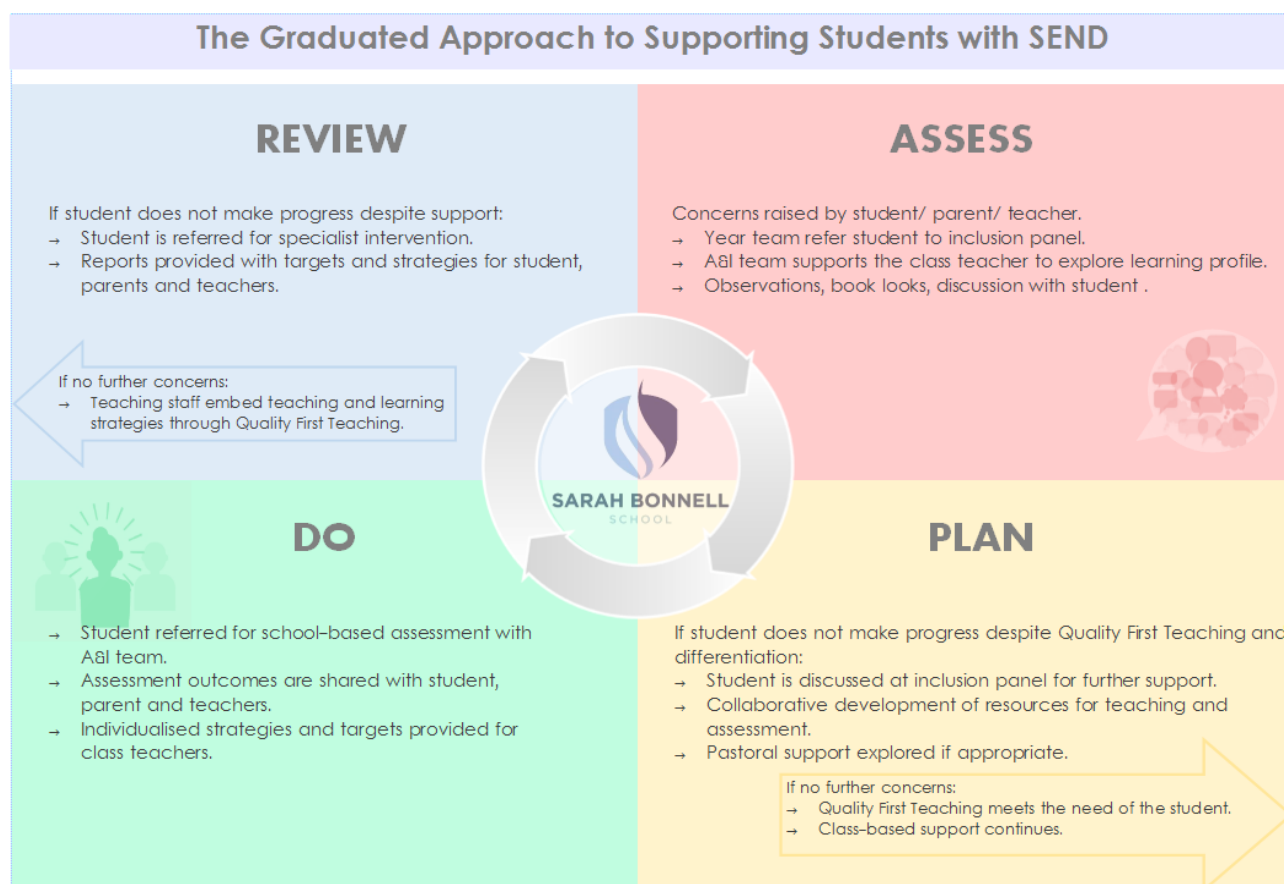 The Graduated Approach to Supporting Students with SEND
REVIEW
If student does not make progress despite support:
→ Student is referred for specialist intervention.
→ Reports provided with targets and strategies for student,
parents and teachers.
If no further concerns:
→ Teaching staff embed teaching and learning
strategies through Quality First Teaching.
ASSESS
Concerns raised by student/ parent/ teacher.
→ Year team refer student to inclusion panel.
→ A&I team supports the class teacher to explore learning profile.
→ Observations, book looks, discussion with student .
SARAH BONNELL
SCHOOL
DO
→ Student referred for school-based assessment with
A&I team.
→ Assessment outcomes are shared with student,
parent and teachers.
→ Individualised strategies and targets provided for
class teachers.
PLAN
If student does not make progress despite Quality First Teaching and
differentiation:
→ Student is discussed at inclusion panel for further support.
→ Collaborative development of resources for teaching and
assessment.
→ Pastoral support explored if appropriate.
If no further concerns:
→ Quality First Teaching meets the need of the student.
→ Class-based support continues.